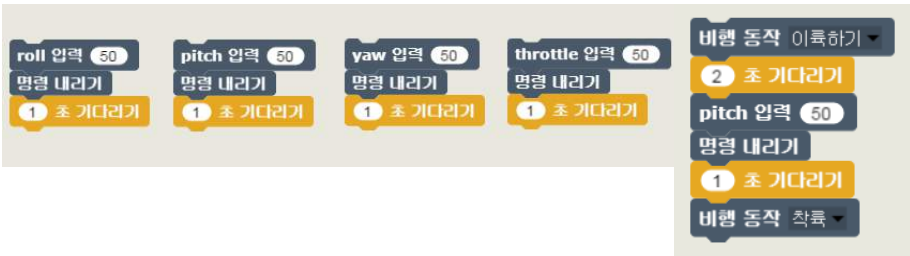 roll 입력 50
명령 내리기
1 초 기다리기
pitch 입력 50
명령 내리기
1 초 기다리기
yaw 입력 50
명령 내리기
1 초 기다리기
throttle 입력 50
명령 내리기
1 초 기다리기
비행 동작 이륙하기
2 초 기다리기
pitch 입력 50
명령 내리기
1 초 기다리기
비행 동작 착륙